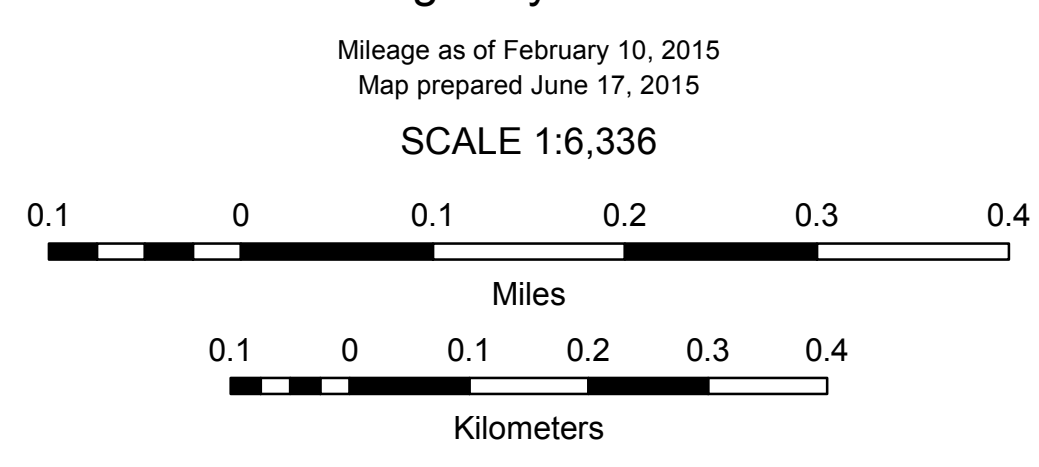 Mileage as of February 10, 2015
Map prepared June 17, 2015
SCALE 1:6,336
0.1 0 0.1 0.2 0.3 0.4
Miles
0.1 0 0.1 0.2 0.3 0.4
Kilometers